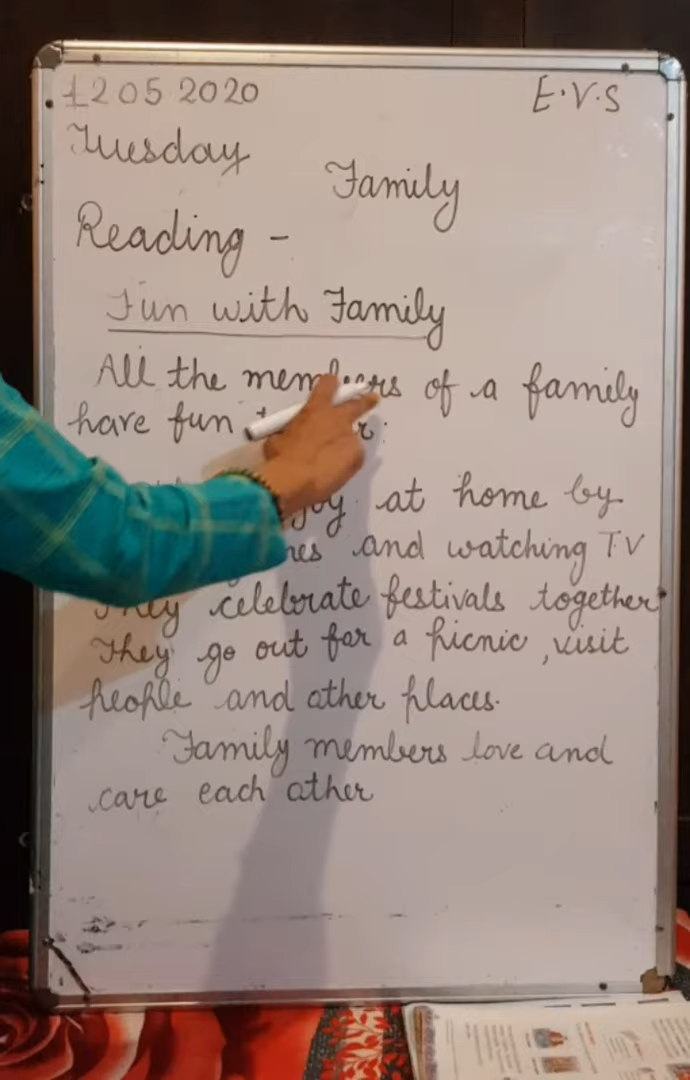 12 05 2020
E.V.S
Tuesday
Family
Reading -
Fun with Family
All the members of a family
have fun
at home by
and watching TV
They celebrate festivals together
They go out for a picnic, visit
people and other places.
Family members love and
care each other